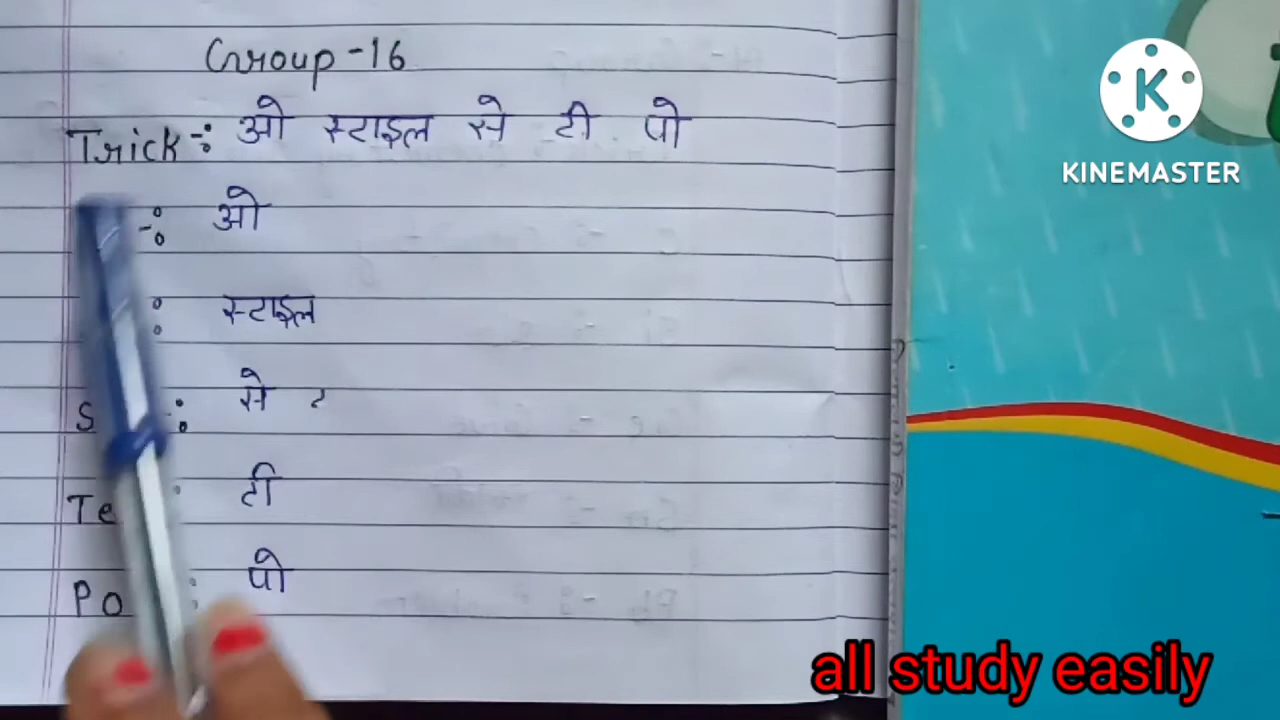 Group-16
Trick-: ओ स्टाइल से टी पो
-: ओ
: स्टाइल
S : से
Te : टी
Po : पो
KINEMASTER
all study easily